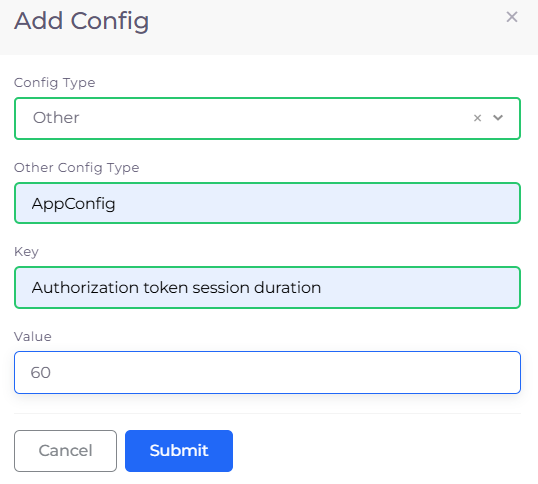 Add Config
Config Type
Other
Other Config Type
AppConfig
Key
Authorization token session duration
Value
60
Cancel Submit